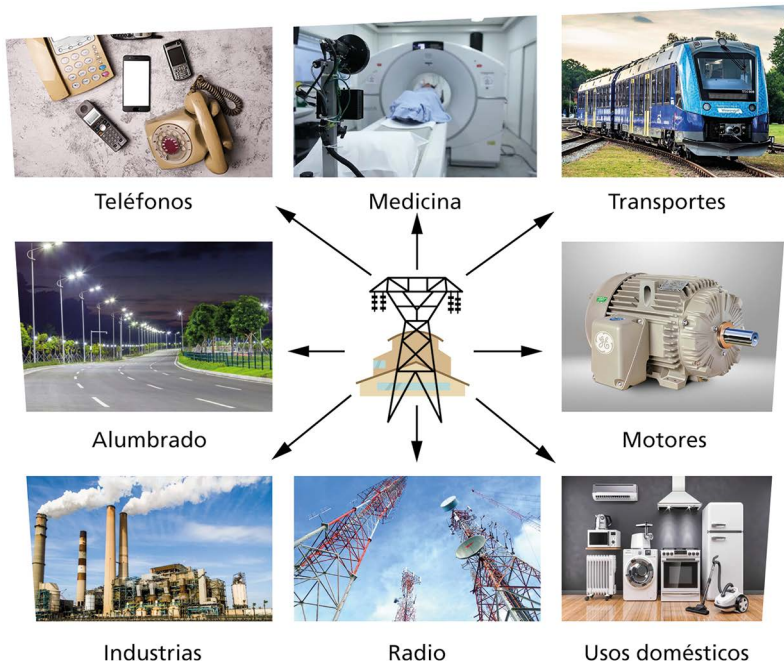 Teléfonos
Medicina
Transportes
Alumbrado
Motores
Industrias
Radio
Usos domésticos